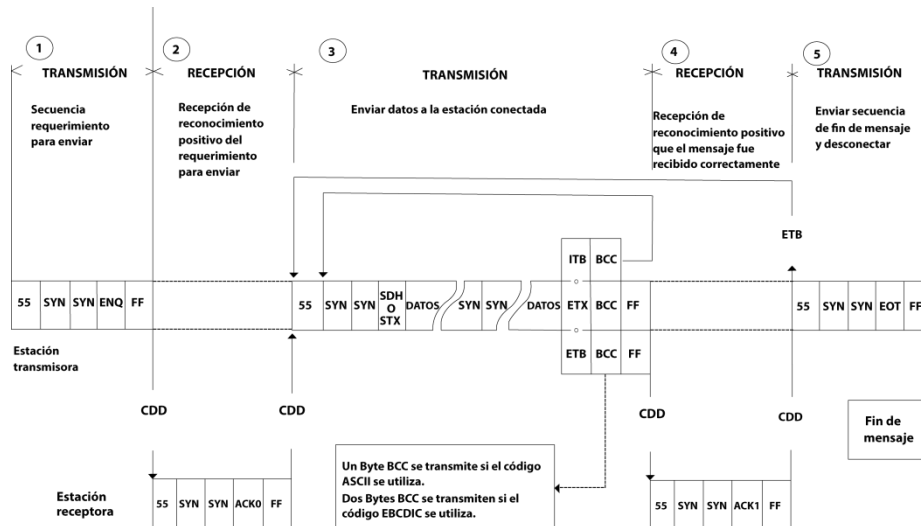 1
2
3
4
5
TRANSMISIÓN
RECEPCIÓN
TRANSMISIÓN
RECEPCIÓN
TRANSMISIÓN
Secuencia
requerimiento
para enviar
Recepción de
reconocimiento
positivo del
requerimiento
para enviar
Enviar datos a la estación conectada
Recepción de
reconocimiento positivo
que el mensaje fue
recibido correctamente
Enviar secuencia
de fin de mensaje
y desconectar
ETB
ITB BCC
55 SYN SYN ENQ FF
55 SYN SYN SDH O STX DATOS SYN SYN DATOS ETX BCC FF
55 SYN SYN EOT FF
ETB BCC FF
Estación
transmisora
CDD
CDD
CDD
CDD
Fin de
mensaje
Un Byte BCC se transmite si el código
ASCII se utiliza.
Dos Bytes BCC se transmiten si el
código EBCDIC se utiliza.
Estación
receptora
55 SYN SYN ACK0 FF
55 SYN SYN ACK1 FF